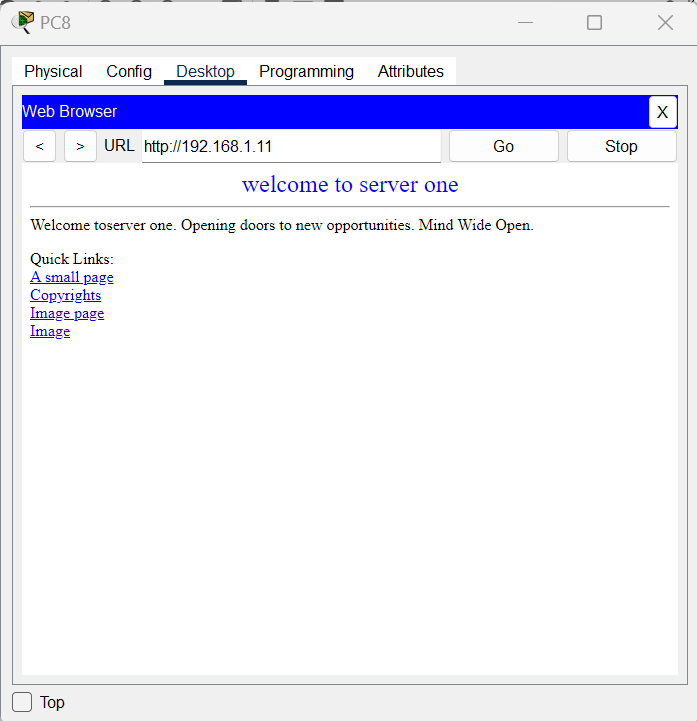 PC8
Physical Config Desktop Programming Attributes
Web Browser X
< > URL http://192.168.1.11 Go Stop
welcome to server one
Welcome toserver one. Opening doors to new opportunities. Mind Wide Open.
Quick Links:
A small page
Copyrights
Image page
Image
Top